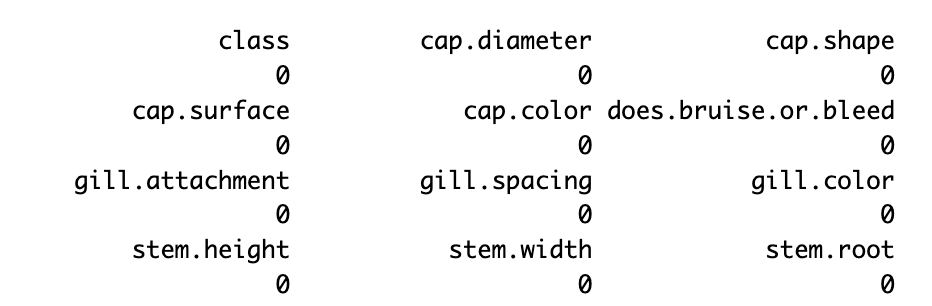 class cap.diameter cap.shape
0 0 0
cap.surface cap.color does.bruise.or.bleed
0 0 0
gill.attachment gill.spacing gill.color
0 0 0
stem.height stem.width stem.root
0 0 0